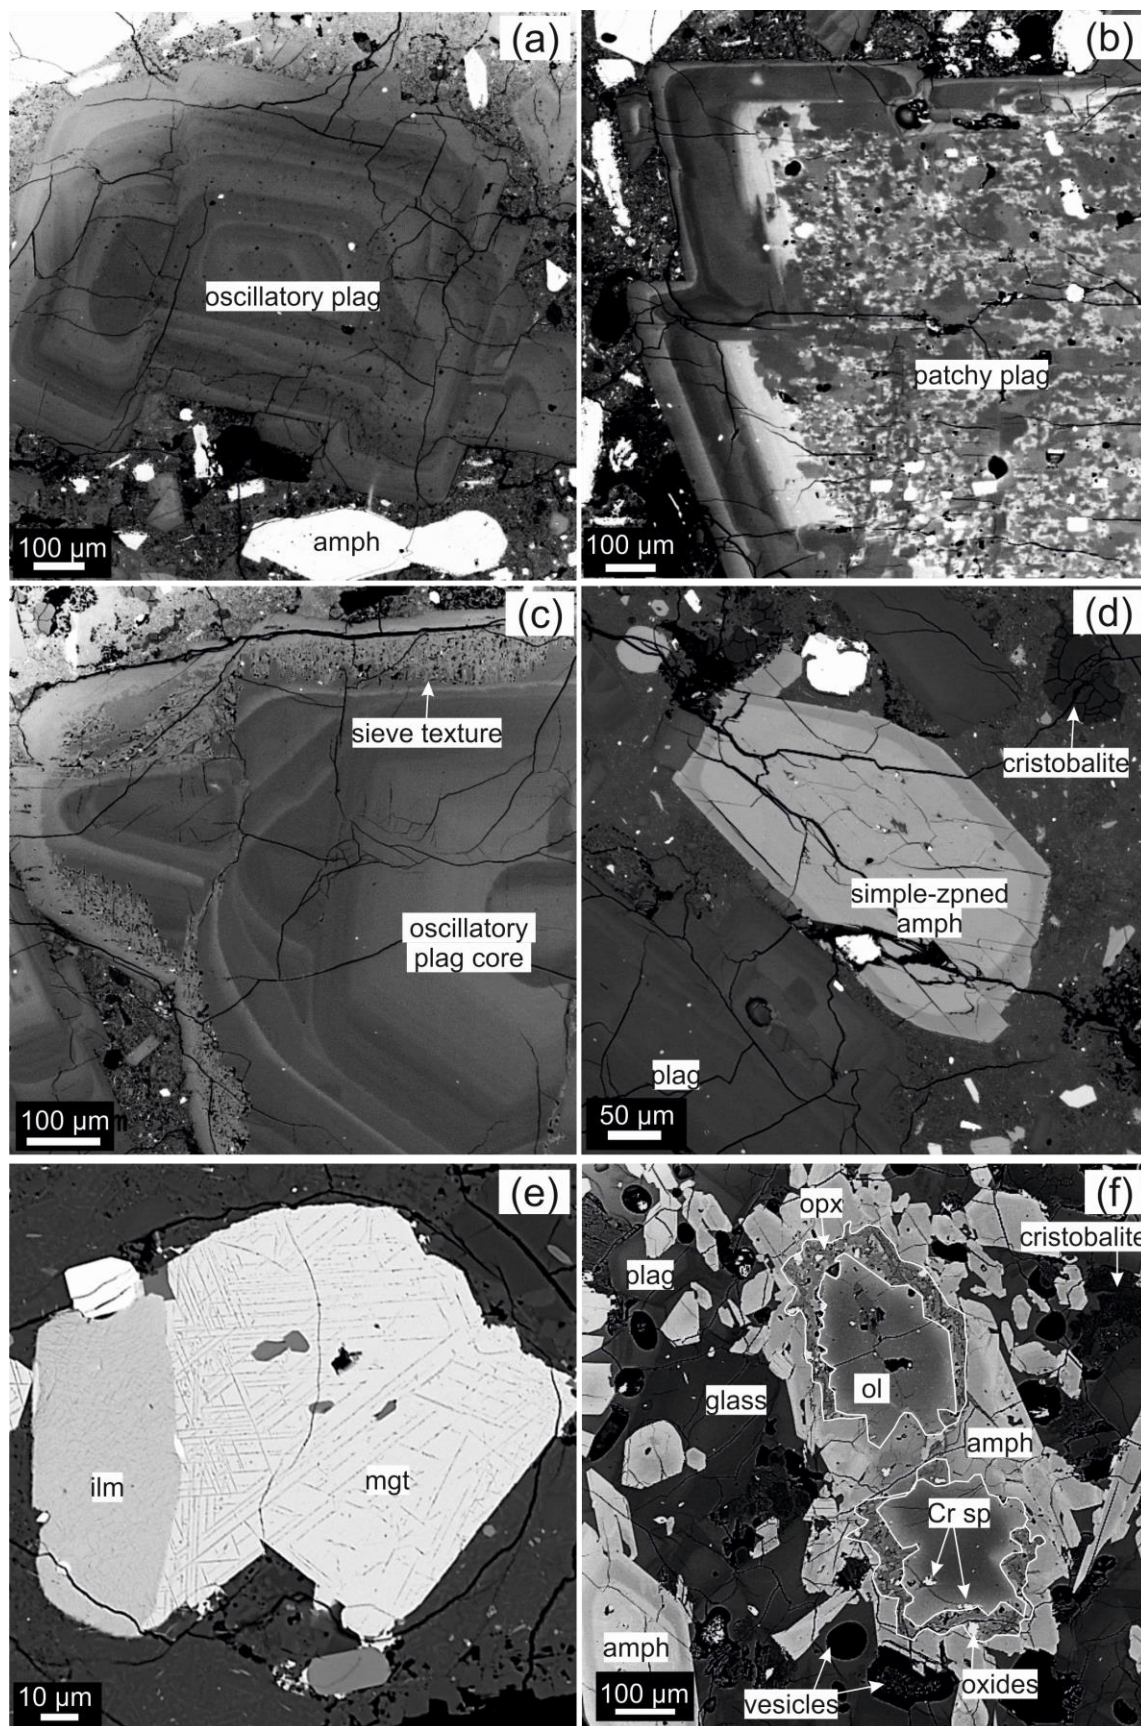 (a)
oscillatory plag
amph
100 µm
(b)
patchy plag
100 µm
(c)
sieve texture
oscillatory
plag core
100 µm
(d)
cristobalite
simple-zpned
amph
plag
50 µm
(e)
ilm
mgt
10 µm
(f)
opx
cristobalite
plag
ol
glass
amph
Cr sp
amph
vesicles
oxides
100 µm